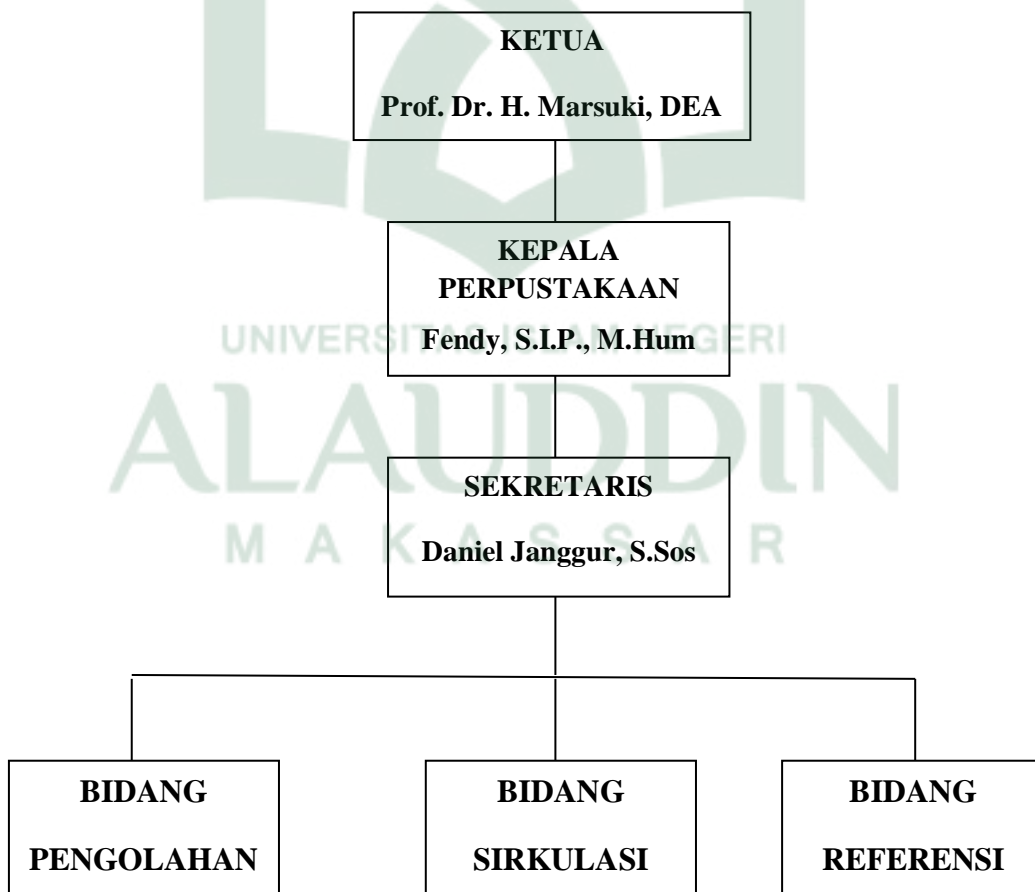 KETUA
Prof. Dr. H. Marsuki, DEA
KEPALA
PERPUSTAKAAN
Fendy, S.I.P., M.Hum
UNIVERSITAS ISLAM NEGERI
ALAUDDIN
SEKRETARIS
Daniel Janggur, S.Sos
MAKASSAR
BIDANG
PENGOLAHAN
BIDANG
SIRKULASI
BIDANG
REFERENSI